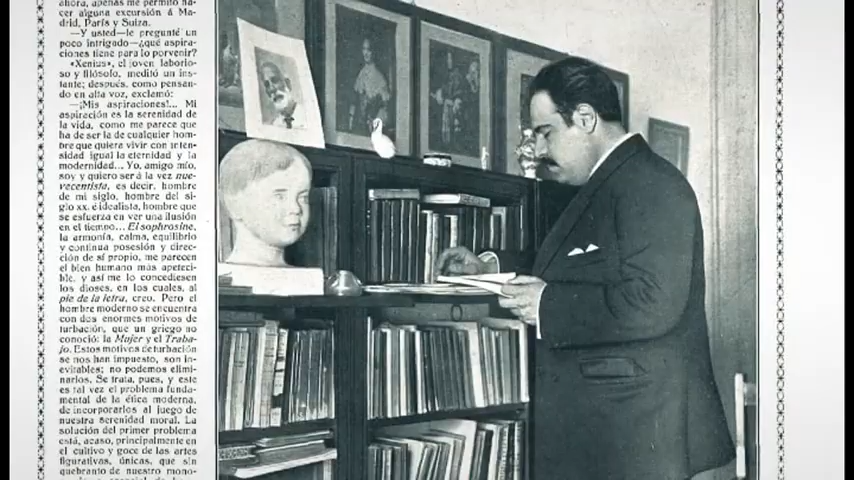 ahora, apenas me permito ha-
cer alguna excursión á Ma-
drid, París y Suiza.
—Y usted—le pregunté un
poco intrigado—¿qué aspira-
ciones tiene para lo porvenir?
«Xenius», el joven laborio-
so y filósofo, meditó un ins-
tante; después, como pensan-
do en alta voz, exclamó:
—¡Mis aspiraciones!... Mi
aspiración es la serenidad de
la vida, como me parece que
ha de ser la de cualquier hom-
bre que quiera vivir con inten-
sidad igual la eternidad y la
modernidad... Yo, amigo mío,
soy y quiero ser á la vez nue-
vecentista, es decir, hombre
de mi siglo, hombre del si-
glo xx, é idealista, hombre que
se esfuerza en ver una ilusión
en el tiempo... El sophrosine,
la armonía, calma, equilibrio
y continua posesión y direc-
ción de sí propio, me parecen
el bien humano más apeteci-
ble, y así me lo concediesen
los dioses, en los cuales, al
pie de la letra, creo. Pero el
hombre moderno se encuentra
con dos enormes motivos de
turbación, que un griego no
conoció: la Mujer y el Traba-
jo. Estos motivos de turbación
se nos han impuesto, son in-
evitables; no podemos elimi-
narlos. Se trata, pues, y este
es tal vez el problema funda-
mental de la ética moderna,
de incorporarlos al juego de
nuestra serenidad moral. La
solución del primer problema
está, acaso, principalmente en
el cultivo y goce de las artes
figurativas, únicas, que sin
quebranto de nuestro mono-